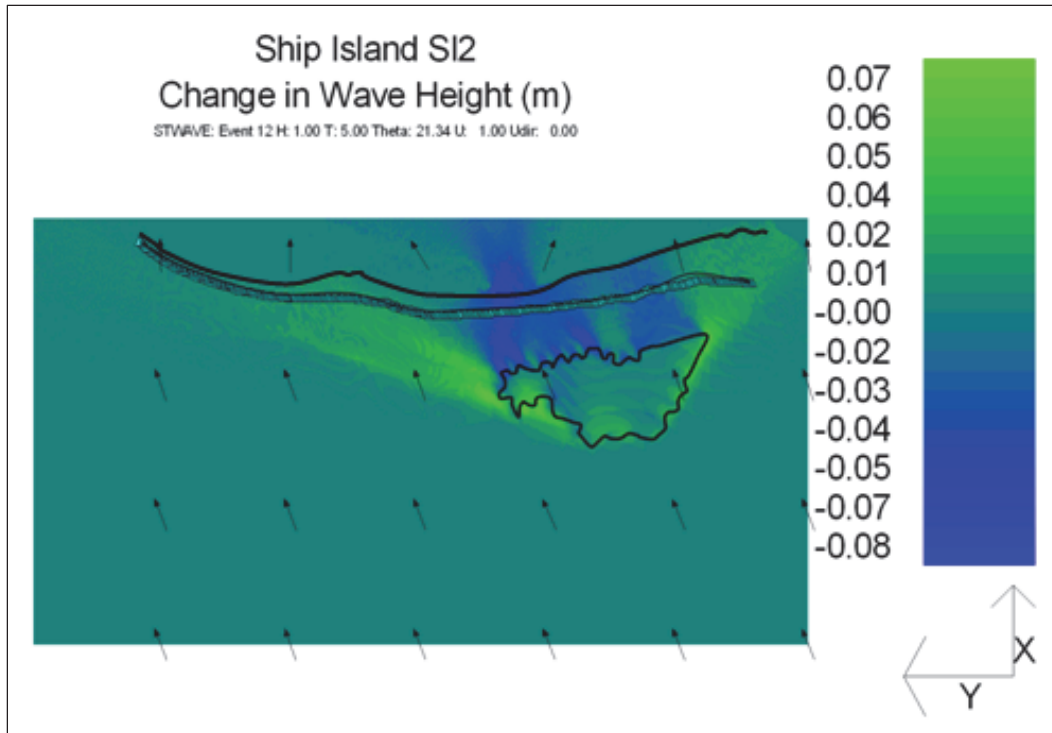 Ship Island SI2
Change in Wave Height (m)
STWAVE: Event 12 H: 1.00 T: 5.00 Theta: 21.34 U: 1.00 Udir: 0.00
0.07
0.06
0.05
0.04
0.02
0.01
-0.00
-0.02
-0.03
-0.04
-0.05
-0.07
-0.08
X
Y